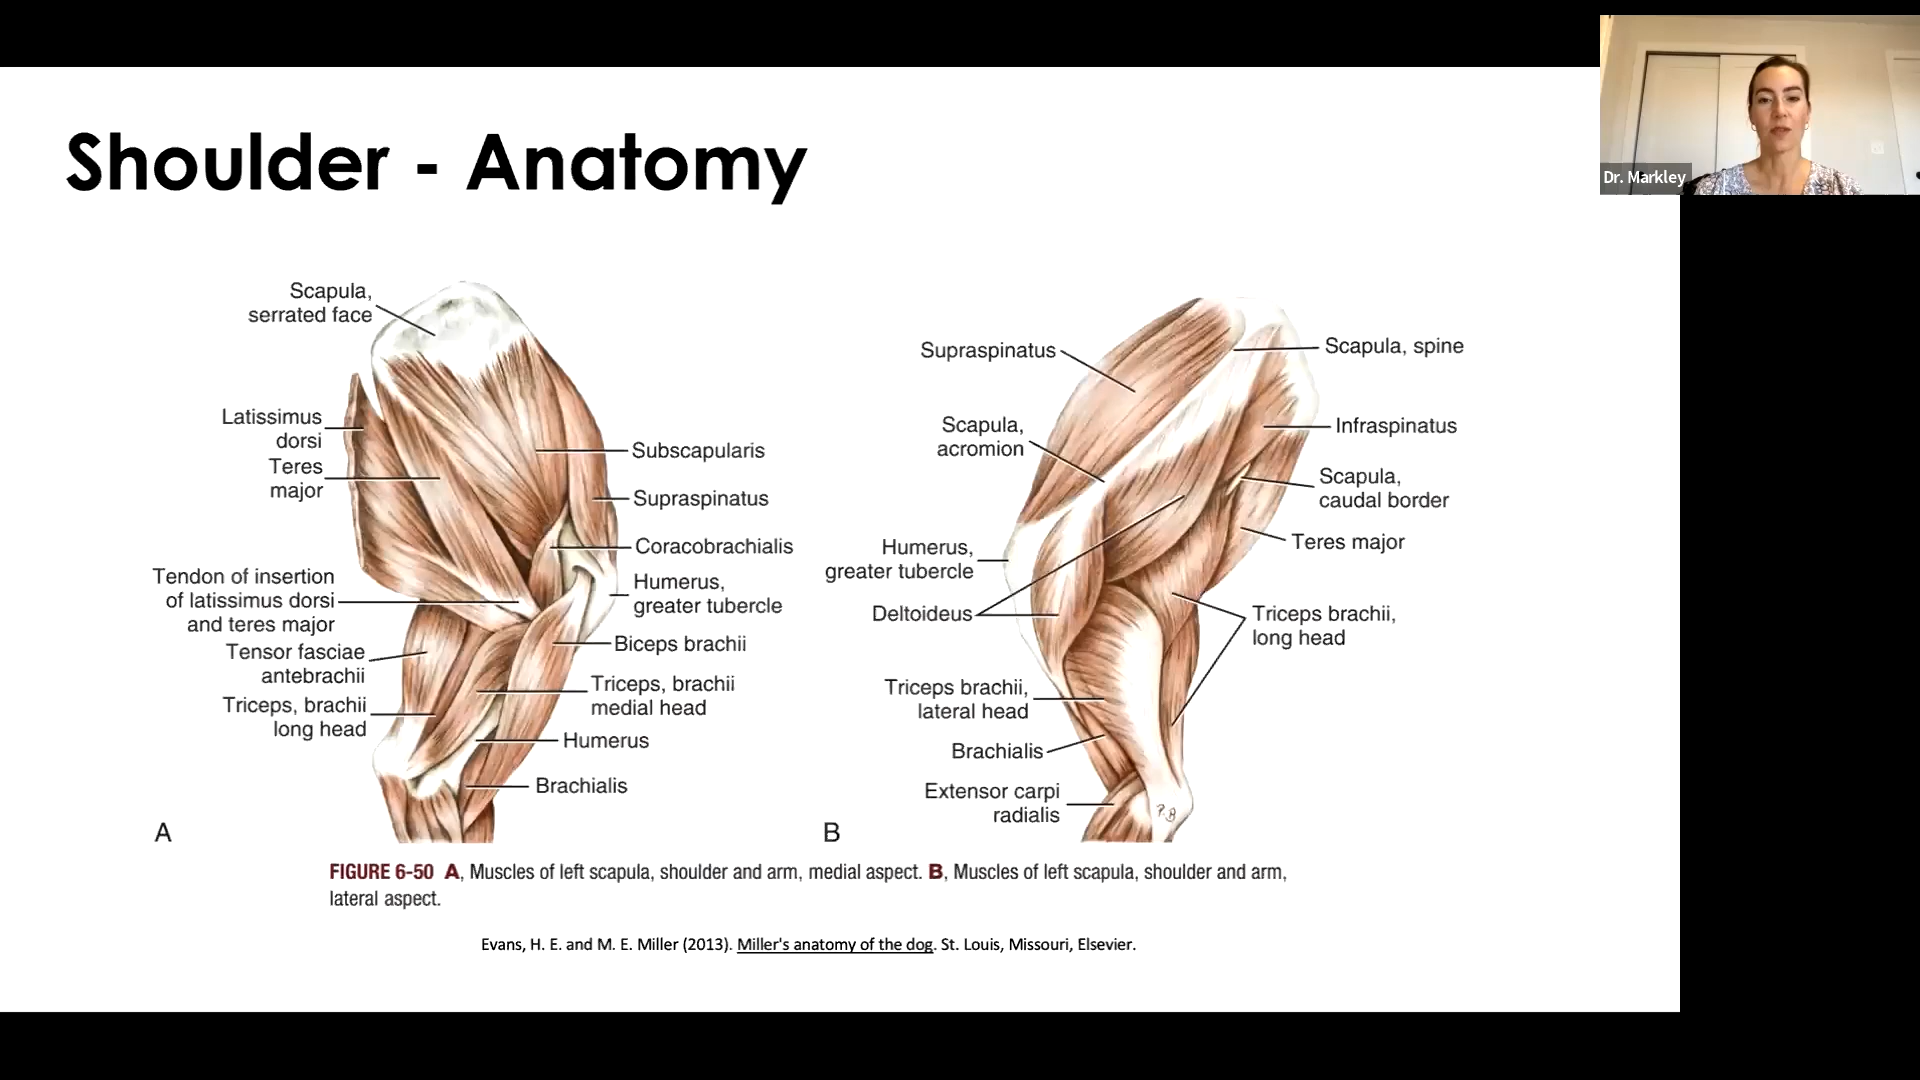 Dr. Markley
Shoulder - Anatomy
Scapula,
serrated face
Latissimus
dorsi
Teres
major
Tendon of insertion
of latissimus dorsi
and teres major
Tensor fasciae
antebrachii
Triceps, brachii
long head
Subscapularis
Supraspinatus
Coracobrachialis
Humerus,
greater tubercle
Biceps brachii
Triceps, brachii
medial head
Humerus
Brachialis
A
Supraspinatus
Scapula,
acromion
Humerus,
greater tubercle
Deltoideus
Triceps brachii,
lateral head
Brachialis
Extensor carpi
radialis
Scapula, spine
Infraspinatus
Scapula,
caudal border
Teres major
Triceps brachii,
long head
B
FIGURE 6-50 A, Muscles of left scapula, shoulder and arm, medial aspect. B, Muscles of left scapula, shoulder and arm,
lateral aspect.
Evans, H. E. and M. E. Miller (2013). Miller's anatomy of the dog. St. Louis, Missouri, Elsevier.